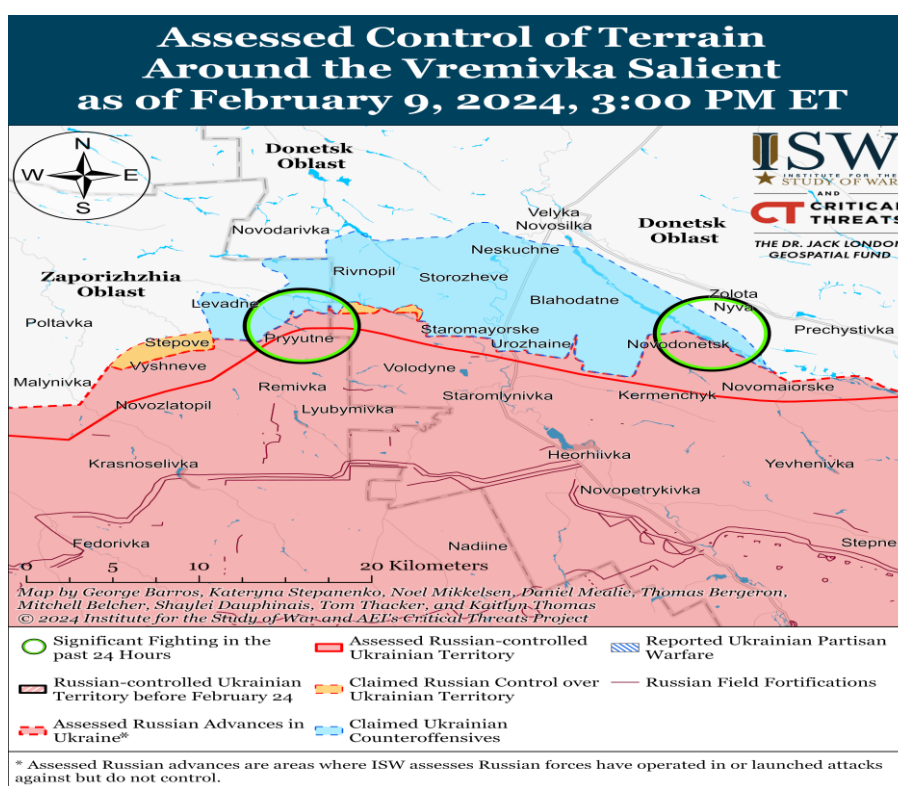 Assessed Control of Terrain
Around the Vremivka Salient
as of February 9, 2024, 3:00 PM ET
N
W E
S
Donetsk
Oblast
ISW
INSTITUTE FOR THE
STUDY OF WAR
AND
CT CRITICAL
THREATS
THE DR. JACK LONDON
GEOSPATIAL FUND
Velyka
Novosilka
Donetsk
Oblast
Novodarivka
Neskuchne
Rivnopil
Storozheve
Zaporizhzhia
Oblast
Levadne
Blahodatne
Zolota
Nyva
Poltavka
Prechystivka
Stepove
Pryyutne
Staromayorske
Urozhaine
Novodonetsk
Vyshneve
Volodyne
Malynivka
Remivka
Novomaiorske
Staromlynivka
Kermenchyk
Novozlatopil
Lyubymivka
Krasnoselivka
Heorhiivka
Yevhenivka
Novopetrykivka
Fedorivka
Nadiine
Stepne
0 5 10 20 Kilometers
Map by George Barros, Kateryna Stepanenko, Noel Mikkelsen, Daniel Mealie, Thomas Bergeron,
Mitchell Belcher, Shaylei Dauphinais, Tom Thacker, and Kaitlyn Thomas
© 2024 Institute for the Study of War and AEI's Critical Threats Project
Significant Fighting in the
past 24 Hours
Assessed Russian-controlled
Ukrainian Territory
Reported Ukrainian Partisan
Warfare
Russian-controlled Ukrainian
Territory before February 24
Claimed Russian Control over
Ukrainian Territory
Russian Field Fortifications
Assessed Russian Advances in
Ukraine*
Claimed Ukrainian
Counteroffensives
* Assessed Russian advances are areas where ISW assesses Russian forces have operated in or launched attacks
against but do not control.